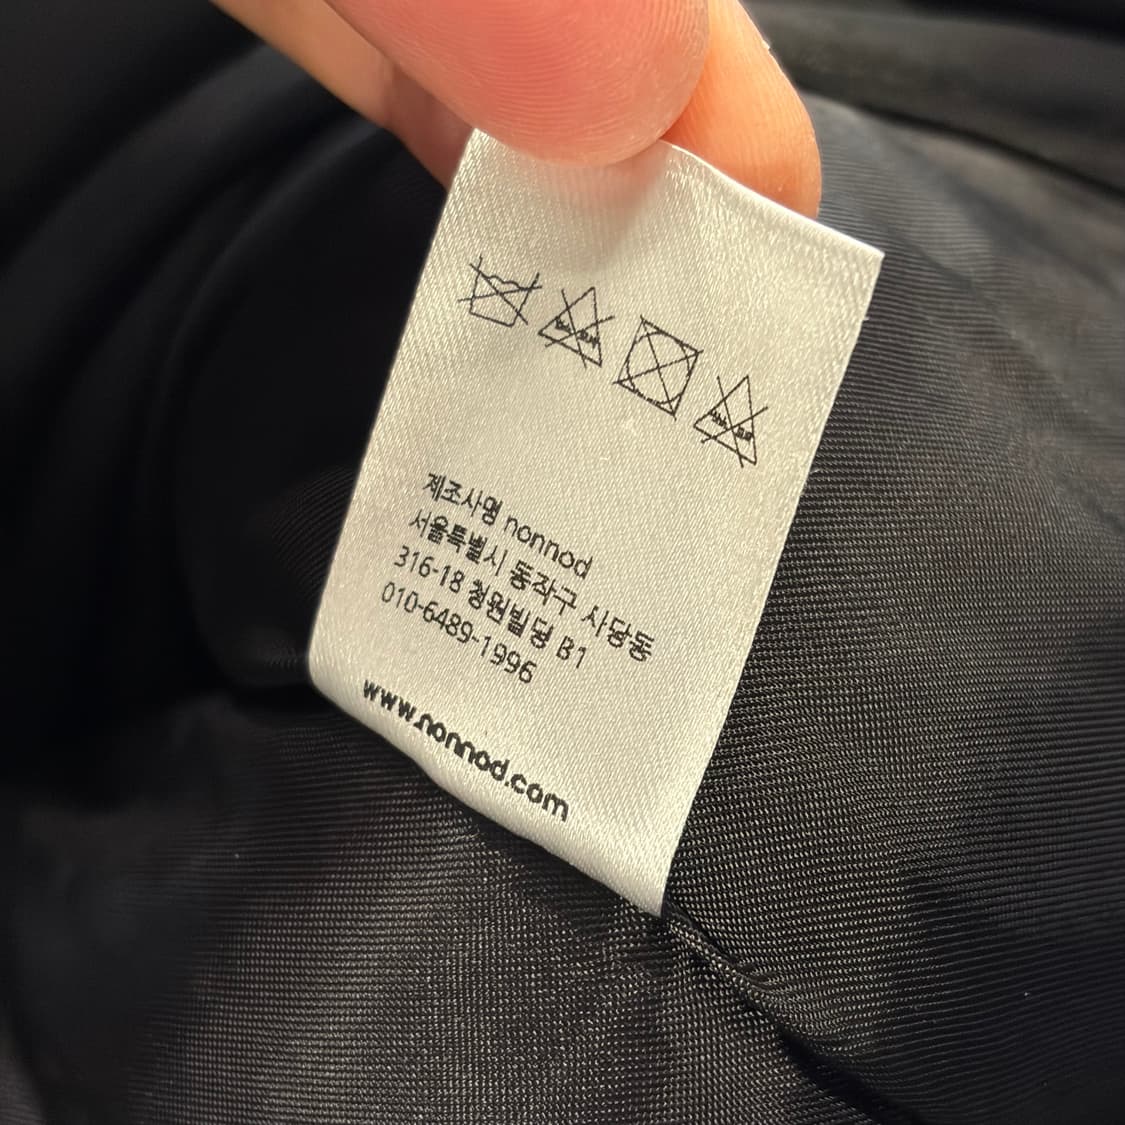 제조사명 nonnod
서울특별시 동작구 사당동
316-18 청원빌딩 B1
010-6489-1996
www.nonnod.com